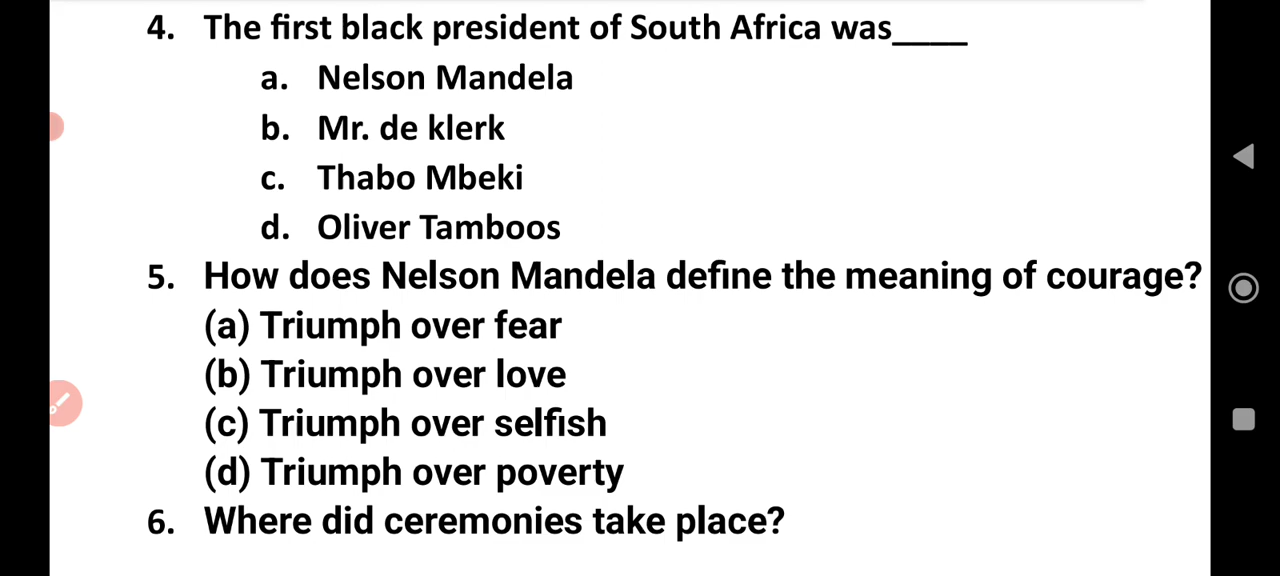 4. The first black president of South Africa was____
a. Nelson Mandela
b. Mr. de klerk
c. Thabo Mbeki
d. Oliver Tamboos
5. How does Nelson Mandela define the meaning of courage?
(a) Triumph over fear
(b) Triumph over love
(c) Triumph over selfish
(d) Triumph over poverty
6. Where did ceremonies take place?